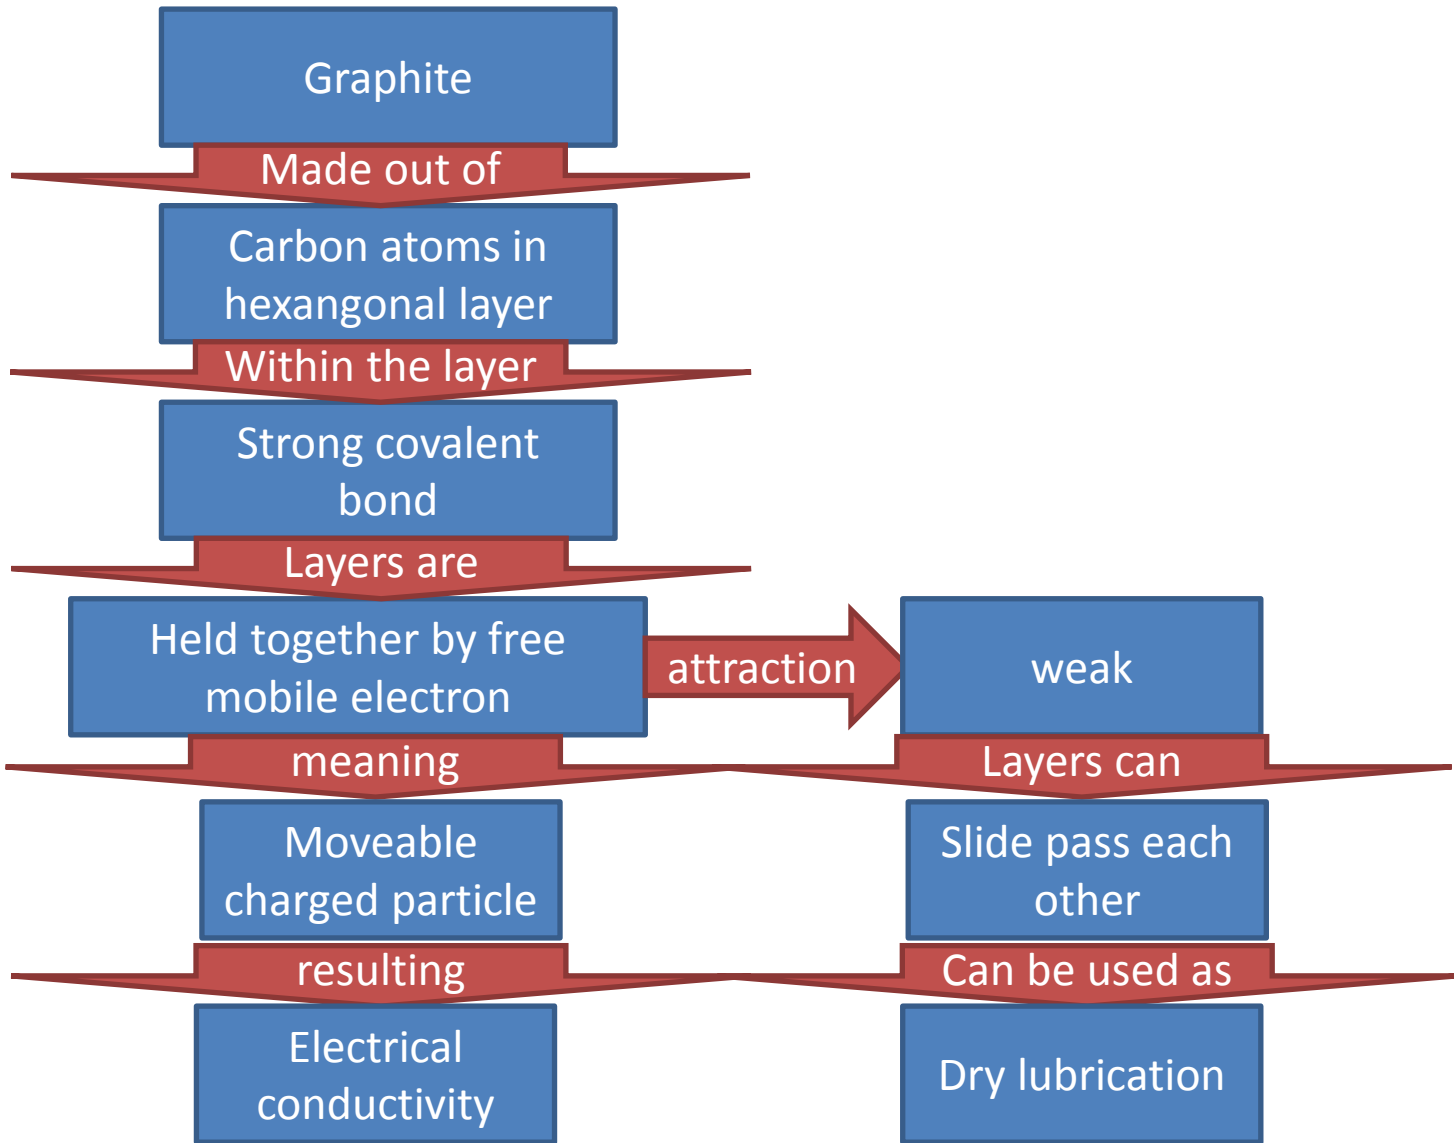 Graphite
Made out of
Carbon atoms in
hexangonal layer
Within the layer
Strong covalent
bond
Layers are
Held together by free
mobile electron
attraction
weak
meaning
Layers can
Moveable
charged particle
Slide pass each
other
resulting
Can be used as
Electrical
conductivity
Dry lubrication